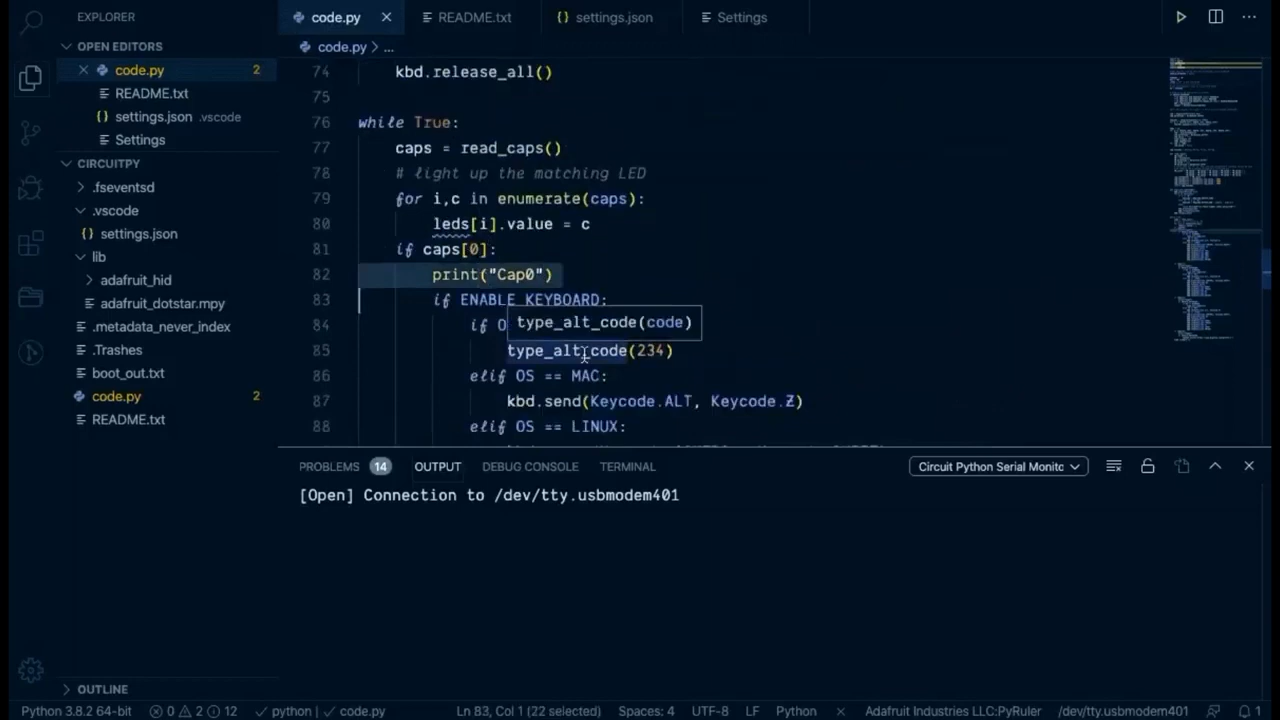 EXPLORER
OPEN EDITORS
code.py 2
README.txt
settings.json .vscode
Settings
CIRCUITPY
.fseventsd
.vscode
settings.json
lib
adafruit_hid
adafruit_dotstar.mpy
.metadata_never_index
.Trashes
boot_out.txt
code.py 2
README.txt
OUTLINE
code.py README.txt settings.json Settings
code.py > ...
74 kbd.release_all()
75
76 while True:
77 caps = read_caps()
78 # light up the matching LED
79 for i,c in enumerate(caps):
80 leds[i].value = c
81 if caps[0]:
82 print("Cap0")
83 if ENABLE_KEYBOARD:
84 if O
type_alt_code(code)
85 type_alt_code(234)
86 elif OS == MAC:
87 kbd.send(Keycode.ALT, Keycode.Z)
88 elif OS == LINUX:
PROBLEMS 14 OUTPUT DEBUG CONSOLE TERMINAL Circuit Python Serial Monitc
[Open] Connection to /dev/tty.usbmodem401
Python 3.8.2 64-bit 0 2 12 python | code.py Ln 83, Col 1 (22 selected) Spaces: 4 UTF-8 LF Python Adafruit Industries LLC:PyRuler /dev/tty.usbmodem401 1